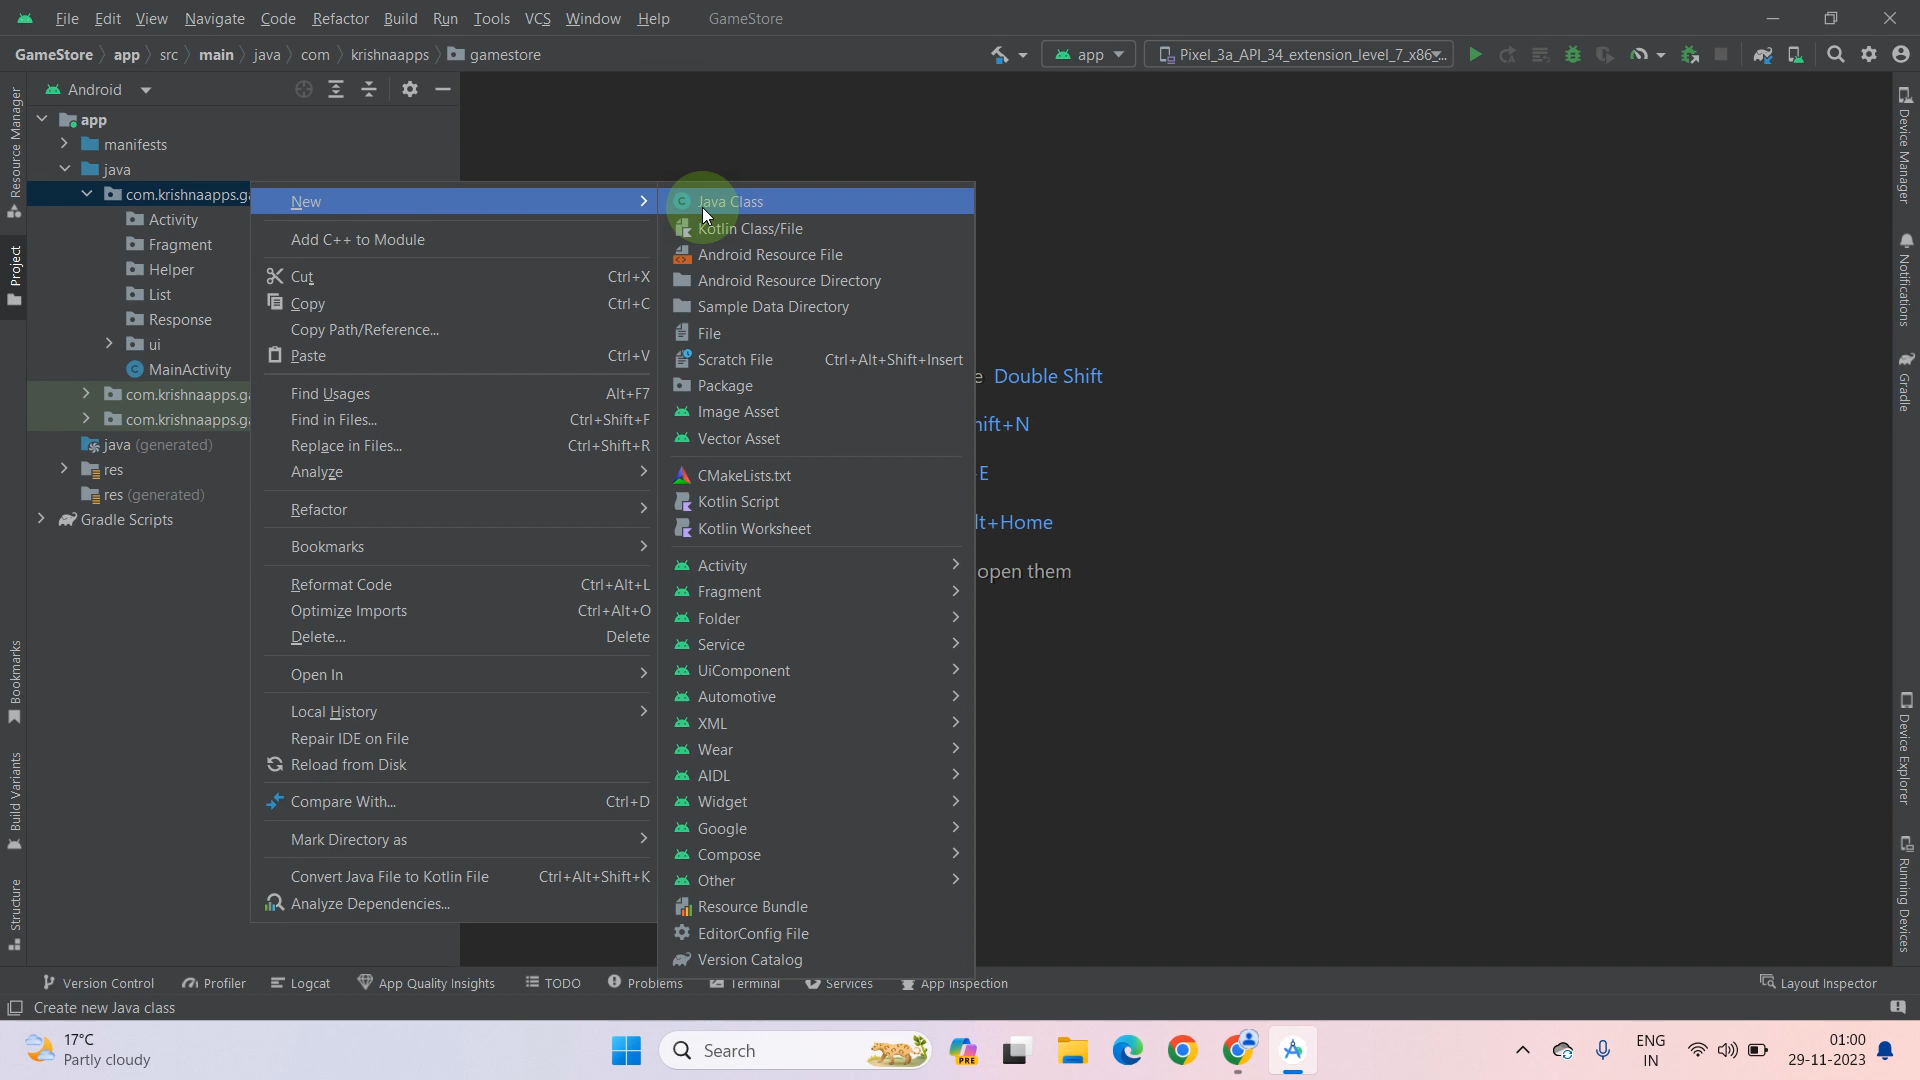 File Edit View Navigate Code Refactor Build Run Tools VCS Window Help GameStore
GameStore app src main java com krishnaapps gamestore
app
Pixel_3a_API_34_extension_level_7_x86
Android
Resource Manager
Project
Bookmarks
Build Variants
Structure
app
manifests
java
com.krishnaapps.ga
Activity
Fragment
Helper
List
Response
ui
MainActivity
com.krishnaapps.ga
com.krishnaapps.ga
java (generated)
res
res (generated)
Gradle Scripts
New
Add C++ to Module
Cut Ctrl+X
Copy Ctrl+C
Copy Path/Reference...
Paste Ctrl+V
Find Usages Alt+F7
Find in Files... Ctrl+Shift+F
Replace in Files... Ctrl+Shift+R
Analyze
Refactor
Bookmarks
Reformat Code Ctrl+Alt+L
Optimize Imports Ctrl+Alt+O
Delete... Delete
Open In
Local History
Repair IDE on File
Reload from Disk
Compare With... Ctrl+D
Mark Directory as
Convert Java File to Kotlin File Ctrl+Alt+Shift+K
Analyze Dependencies...
Java Class
Kotlin Class/File
Android Resource File
Android Resource Directory
Sample Data Directory
File
Scratch File Ctrl+Alt+Shift+Insert
Package
Image Asset
Vector Asset
CMakeLists.txt
Kotlin Script
Kotlin Worksheet
Activity
Fragment
Folder
Service
UiComponent
Automotive
XML
Wear
AIDL
Widget
Google
Compose
Other
Resource Bundle
EditorConfig File
Version Catalog
e Double Shift
hift+N
E
lt+Home
open them
Device Manager
Notifications
Gradle
Device Explorer
Running Devices
Version Control Profiler Logcat App Quality Insights TODO Problems Terminal Services App Inspection Layout Inspector
Create new Java class
17°C
Partly cloudy
Search
PRE
ENG
IN
01:00
29-11-2023